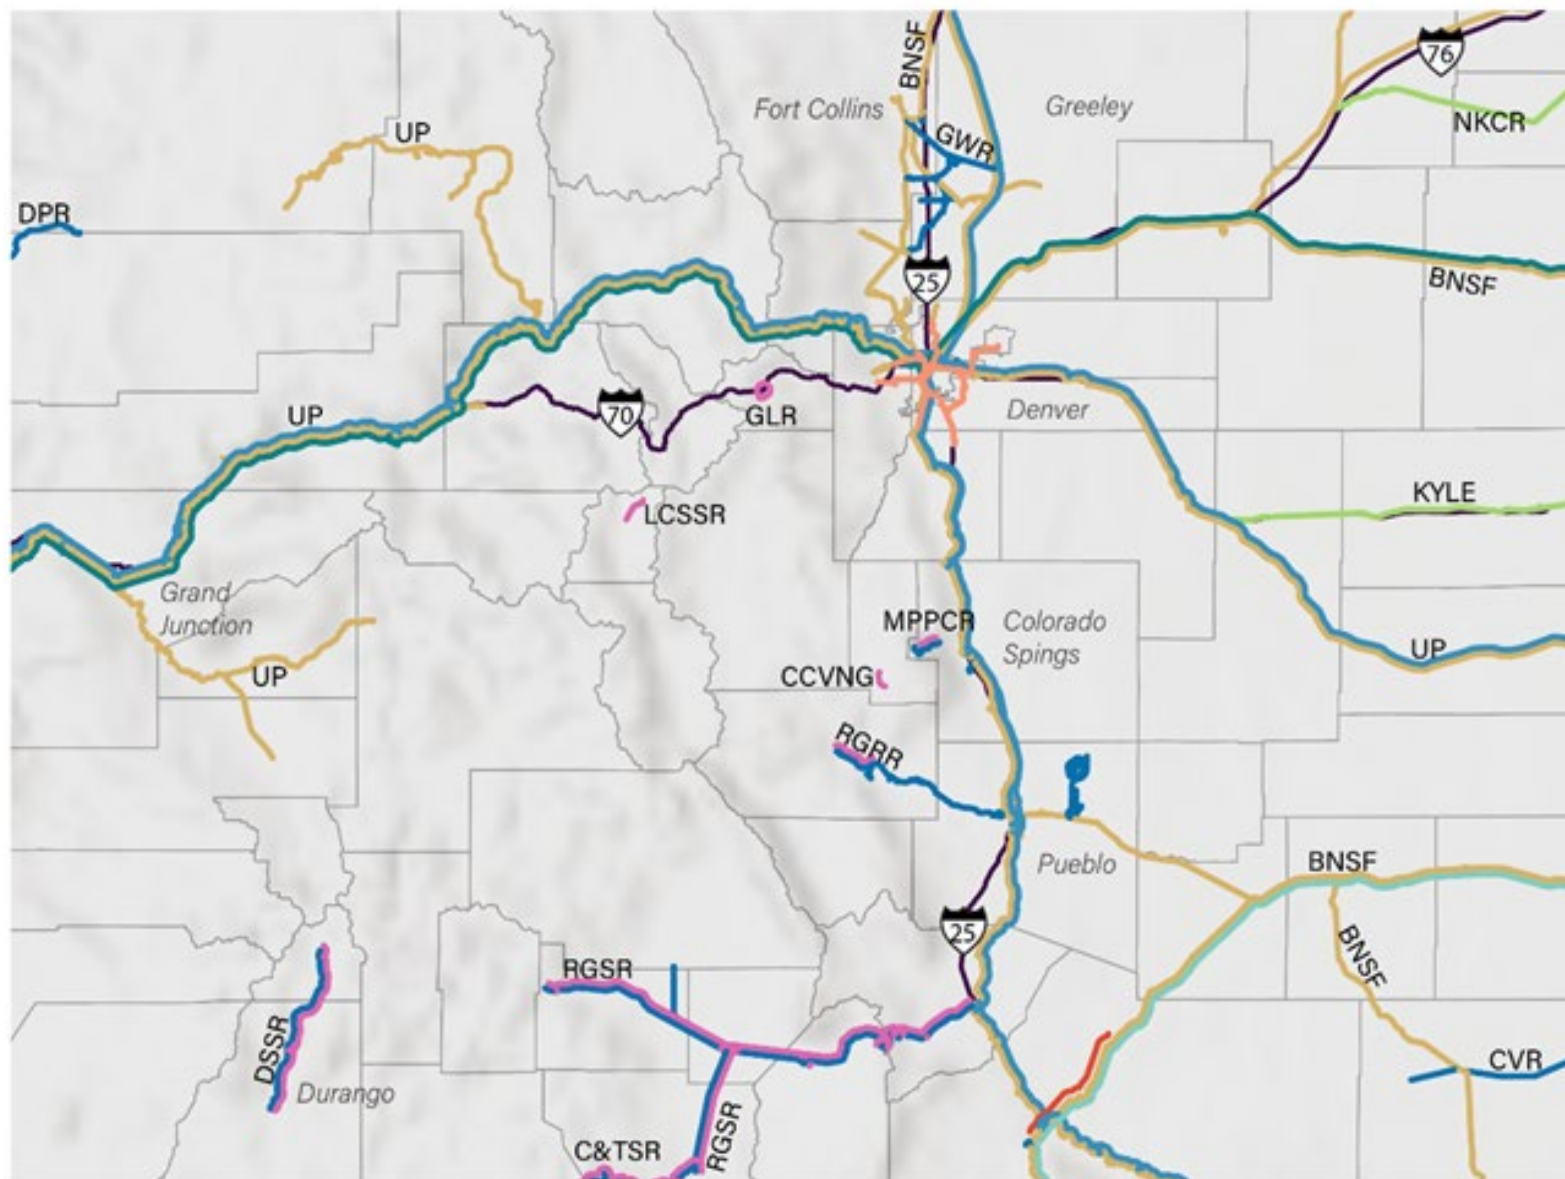 BNSF
76
Fort Collins
Greeley
UP
GWR
NKCR
DPR
25
BNSF
UP
70
GLR
Denver
LCSSR
KYLE
Grand
Junction
MPPCR
Colorado
Springs
UP
UP
CCVNG
RGRR
Pueblo
BNSF
25
BNSF
RGSR
DSSR
CVR
Durango
C&TSR
RGSR